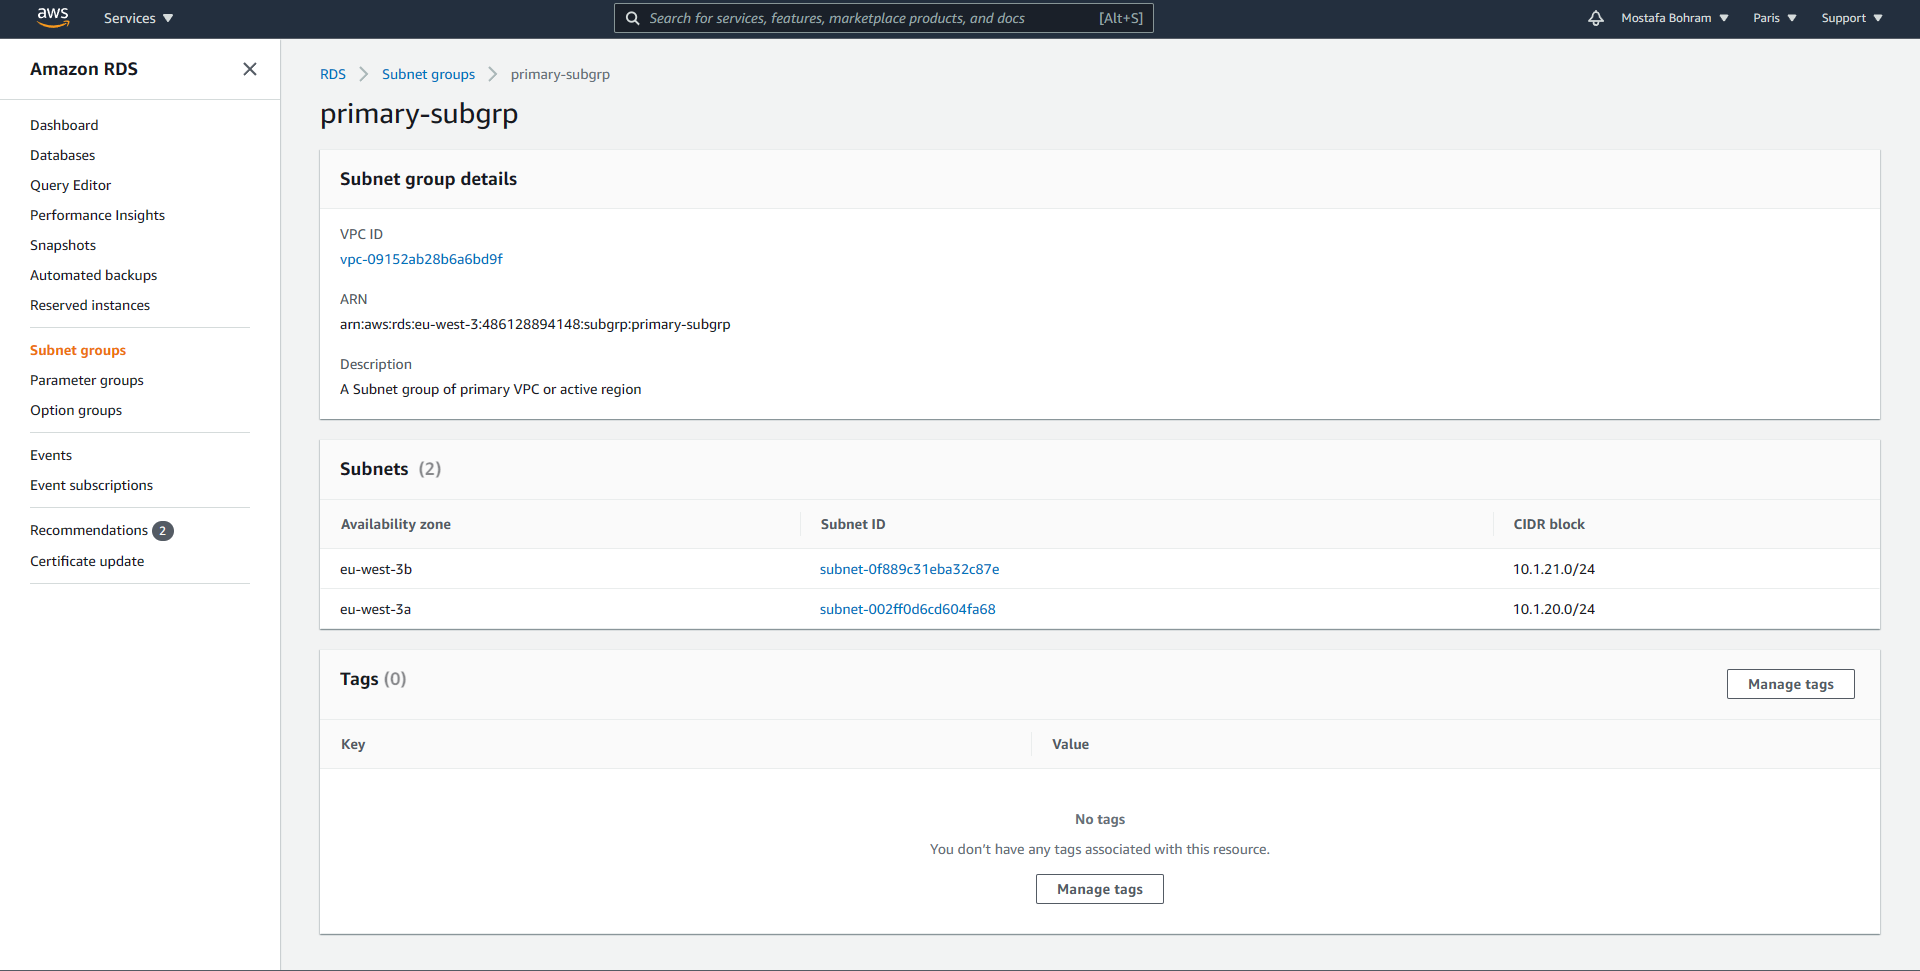 aws Services Search for services, features, marketplace products, and docs [Alt+S] Mostafa Bohram Paris Support
Amazon RDS
Dashboard
Databases
Query Editor
Performance Insights
Snapshots
Automated backups
Reserved instances
Subnet groups
Parameter groups
Option groups
Events
Event subscriptions
Recommendations 2
Certificate update
RDS Subnet groups primary-subgrp
primary-subgrp
Subnet group details
VPC ID
vpc-09152ab28b6a6bd9f
ARN
arn:aws:rds:eu-west-3:486128894148:subgrp:primary-subgrp
Description
A Subnet group of primary VPC or active region
Subnets (2)
Availability zone Subnet ID CIDR block
eu-west-3b subnet-0f889c31eba32c87e 10.1.21.0/24
eu-west-3a subnet-002ff0d6cd604fa68 10.1.20.0/24
Tags (0) Manage tags
Key Value
No tags
You don't have any tags associated with this resource.
Manage tags